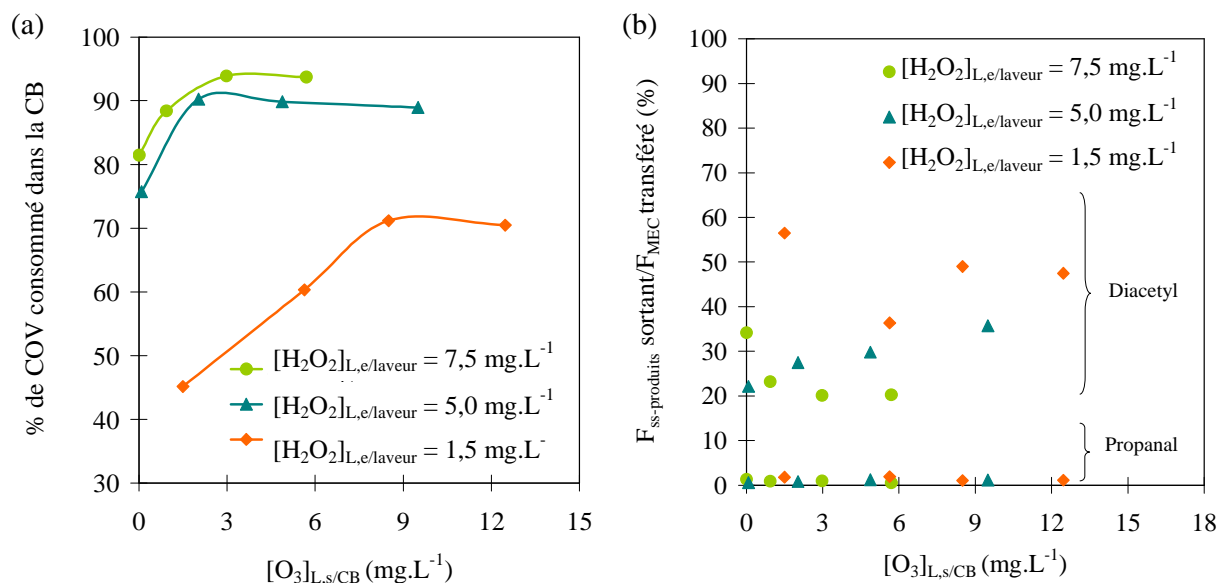 (a)
% de COV consommé dans la CB
100
90
80
70
60
50
40
30
0
3
6
9
12
15
[O3]L,s/CB (mg.L-1)
[H2O2]L,e/laveur = 7,5 mg.L-1
[H2O2]L,e/laveur = 5,0 mg.L-1
[H2O2]L,e/laveur = 1,5 mg.L-
(b)
Fss-produits sortant/FMEC transféré (%)
100
90
80
70
60
50
40
30
20
10
0
0
3
6
9
12
15
18
[O3]L,s/CB (mg.L-1)
[H2O2]L,e/laveur = 7,5 mg.L-1
[H2O2]L,e/laveur = 5,0 mg.L-1
[H2O2]L,e/laveur = 1,5 mg.L-1
Diacetyl
Propanal